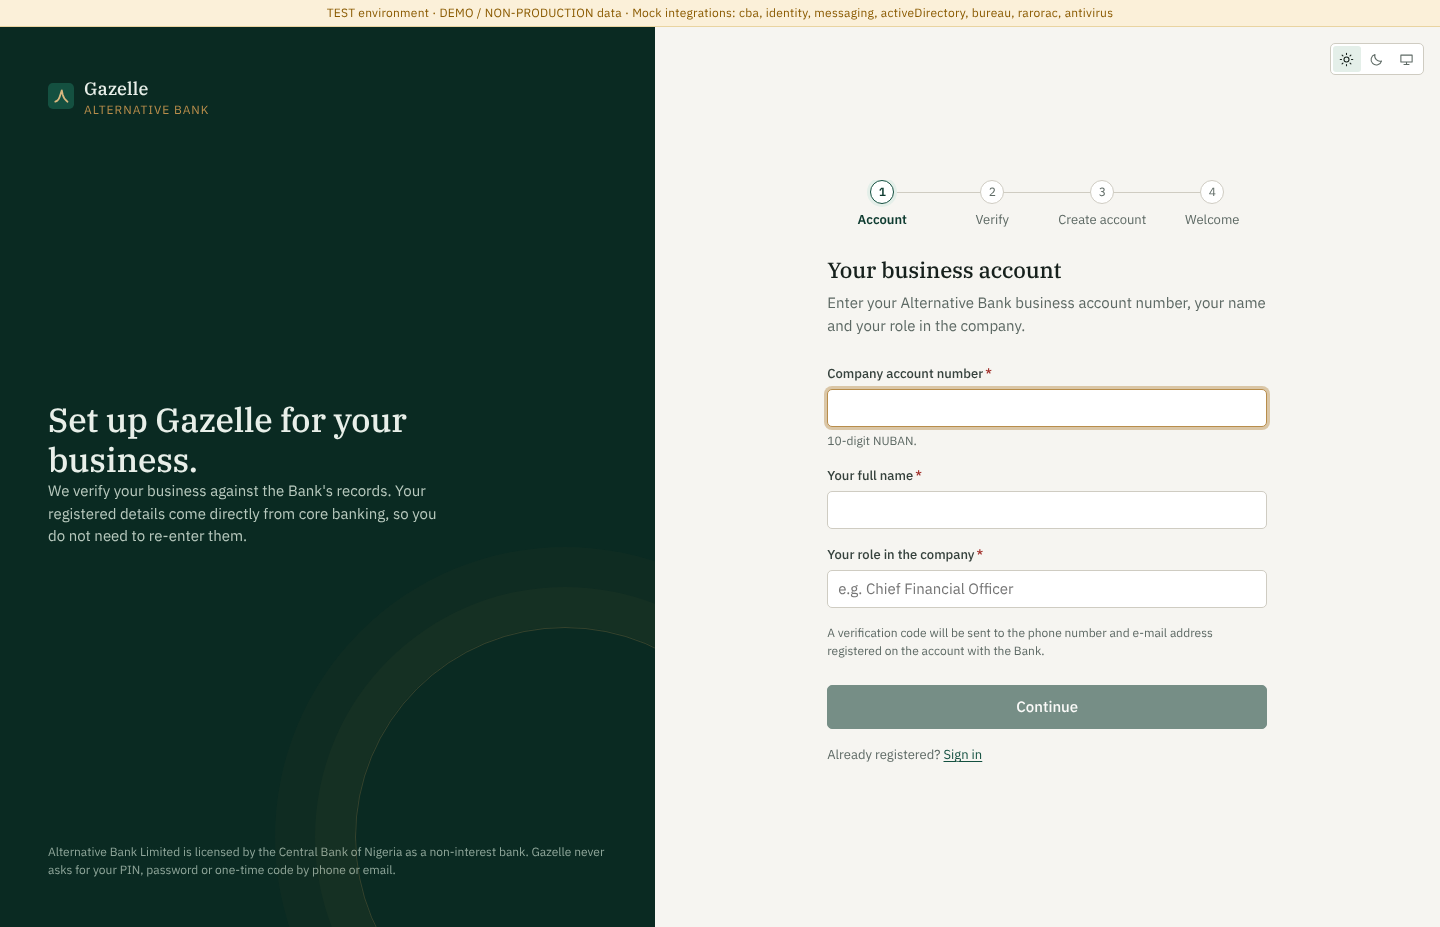 TEST environment · DEMO / NON-PRODUCTION data · Mock integrations: cba, identity, messaging, activeDirectory, bureau, rarorac, antivirus
Gazelle
ALTERNATIVE BANK
Set up Gazelle for your
business.
We verify your business against the Bank's records. Your
registered details come directly from core banking, so you
do not need to re-enter them.
Alternative Bank Limited is licensed by the Central Bank of Nigeria as a non-interest bank. Gazelle never
asks for your PIN, password or one-time code by phone or email.
1 2 3 4
Account Verify Create account Welcome
Your business account
Enter your Alternative Bank business account number, your name
and your role in the company.
Company account number *
10-digit NUBAN.
Your full name *
Your role in the company *
e.g. Chief Financial Officer
A verification code will be sent to the phone number and e-mail address
registered on the account with the Bank.
Continue
Already registered? Sign in